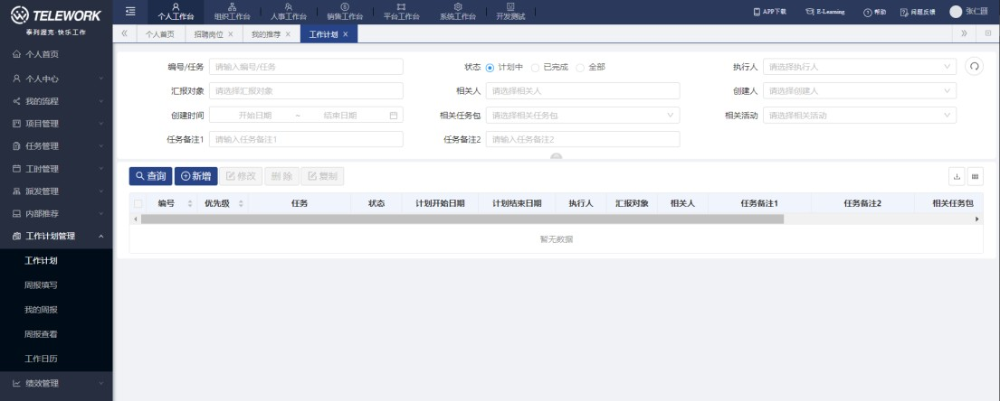 TELEWORK
泰列渥克·快乐工作
个人工作台
组织工作台
人事工作台
销售工作台
平台工作台
系统工作台
开发测试
APP下载
E-Learning
帮助
问题反馈
个人首页
招聘岗位 X
我的推荐 X
工作计划 X
个人首页
个人中心
我的流程
项目管理
任务管理
工时管理
派发管理
内部推荐
工作计划管理
工作计划
周报填写
我的周报
周报查看
工作日历
绩效管理
编号/任务 请输入编号/任务
状态 计划中 已完成 全部
执行人 请选择执行人
汇报对象 请选择汇报对象
相关人 请选择相关人
创建人 请选择创建人
创建时间 开始日期 ~ 结束日期
相关任务包 请选择相关任务包
相关活动 请选择相关活动
任务备注1 请输入任务备注1
任务备注2 请输入任务备注2
查询 新增 修改 删除 复制
编号 优先级 任务 状态 计划开始日期 计划结束日期 执行人 汇报对象 相关人 任务备注1 任务备注2 相关任务包
暂无数据